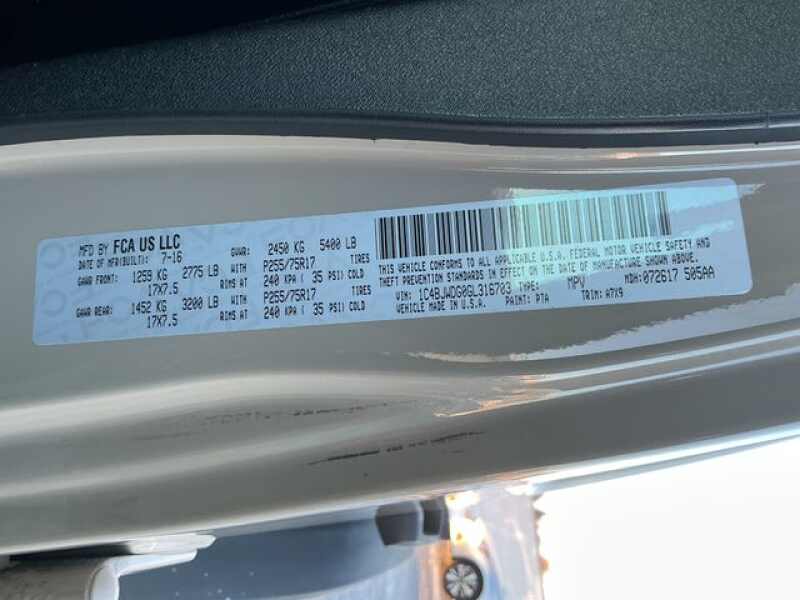 MFD BY FCA US LLC
DATE OF MFR(BUILT): 7-16 GVWR: 2450 KG 5400 LB
GAWR FRONT: 1259 KG 2775 LB WITH P255/75R17 TIRES
17X7.5 RIMS AT 240 KPA ( 35 PSI) COLD
GAWR REAR: 1452 KG 3200 LB WITH P255/75R17 TIRES
17X7.5 RIMS AT 240 KPA ( 35 PSI) COLD
THIS VEHICLE CONFORMS TO ALL APPLICABLE U.S.A. FEDERAL MOTOR VEHICLE SAFETY AND
THEFT PREVENTION STANDARDS IN EFFECT ON THE DATE OF MANUFACTURE SHOWN ABOVE.
VIN: 1C4BJWDG0GL316703 TYPE: MPV MDH: 072617 505AA
VEHICLE MADE IN U.S.A. PAINT: PTA TRIM: A7X9